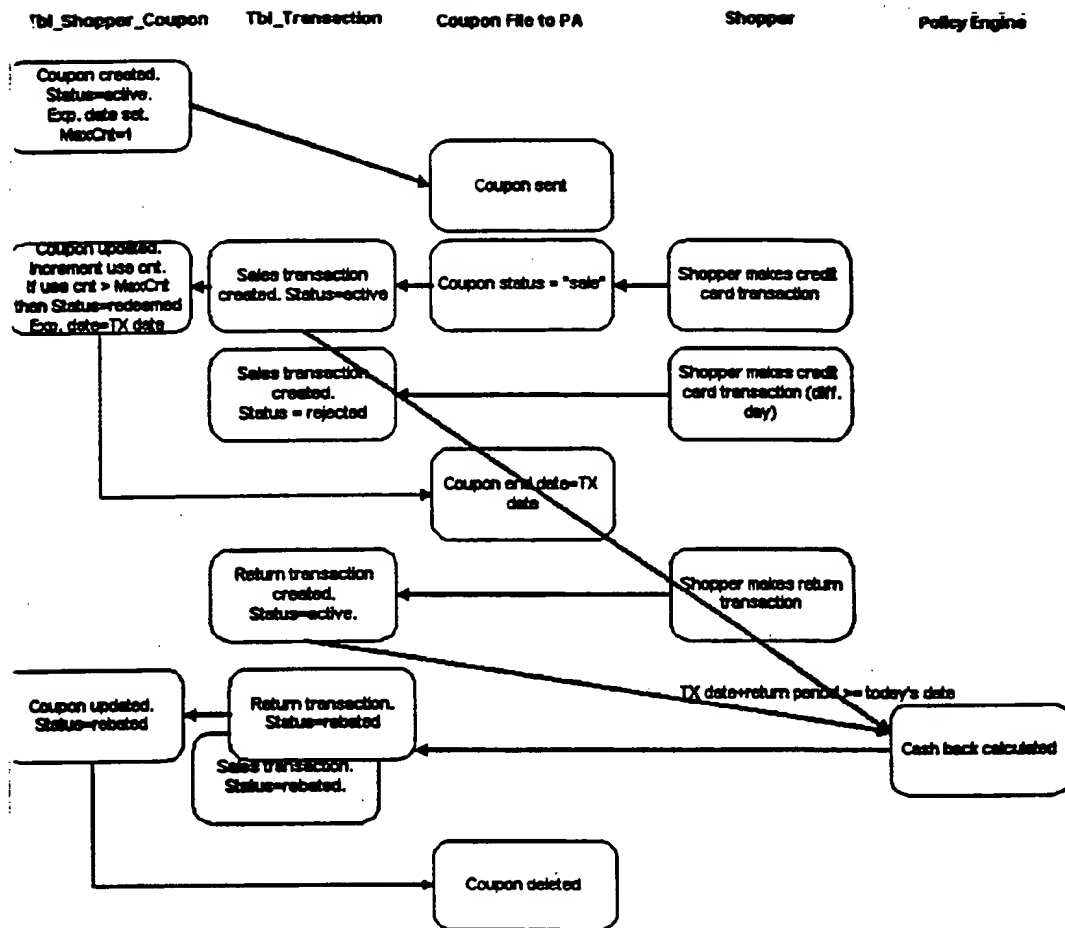 Tbl_Shopper_Coupon
Tbl_Transection
Coupon File to PA
Shopper
Policy Engine
Coupon created.
Status=active.
Exp. date set.
MaxCnt=1
Coupon sent
Coupon updated.
Increment use cnt.
If use cnt > MaxCnt
then Status=redeemed
Exp. date=TX date
Sales transaction
created. Status=active
Coupon status = "sale"
Shopper makes credit
card transaction
Sales transaction
created.
Status = rejected
Shopper makes credit
card transaction (diff.
day)
Coupon end date=TX
date
Return transaction
created.
Status=active.
Shopper makes return
transaction
TX date+return period >= today's date
Coupon updated.
Status=rebated
Return transaction.
Status=rebated
Cash back calculated
Sales transaction.
Status=rebated.
Coupon deleted